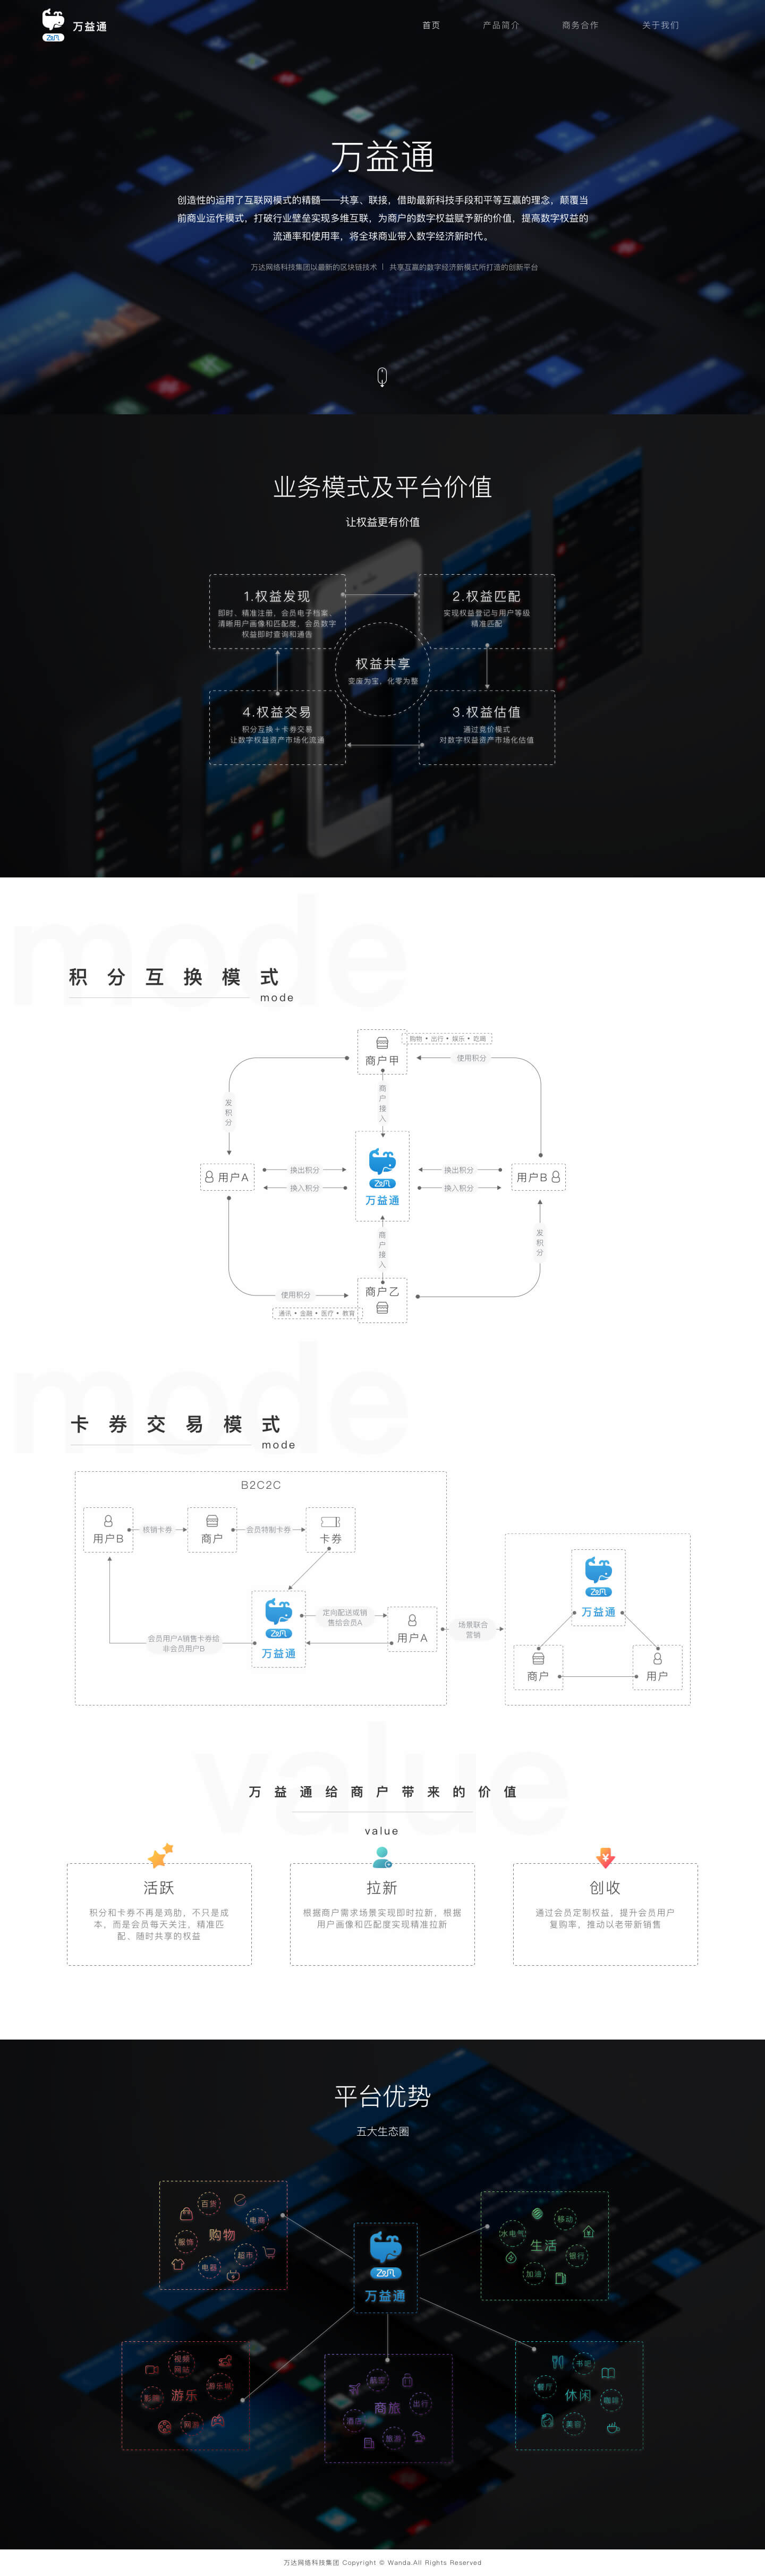 万益通
首页 产品简介 商务合作 关于我们
万益通
创造性的运用了互联网模式的精髓——共享、联接，借助最新科技手段和平等互赢的理念，颠覆当
前商业运作模式，打破行业壁垒实现多维互联，为商户的数字权益赋予新的价值，提高数字权益的
流通率和使用率，将全球商业带入数字经济新时代。
万达网络科技集团以最新的区块链技术 | 共享互赢的数字经济新模式所打造的创新平台
业务模式及平台价值
让权益更有价值
1.权益发现
即时、精准注册，会员电子档案、
清晰用户画像和匹配度，会员数字
权益即时查询和通告
2.权益匹配
实现权益登记与用户等级
精准匹配
权益共享
变废为宝，化零为整
4.权益交易
积分互换＋卡券交易
让数字权益资产市场化流通
3.权益估值
通过竞价模式
对数字权益资产市场化估值
mode
积分互换模式
mode
商户甲
购物 • 出行 • 娱乐 • 吃喝
使用积分
发积分
商户接入
用户A
换出积分
换入积分
万益通
换出积分
换入积分
用户B
商户接入
发积分
使用积分
商户乙
通讯 • 金融 • 医疗 • 教育
mode
卡券交易模式
mode
B2C2C
用户B
核销卡券
商户
会员特制卡券
卡券
万益通
定向配送或销
售给会员A
用户A
会员用户A销售卡券给
非会员用户B
场景联合
营销
万益通
商户
用户
value
万益通给商户带来的价值
value
活跃
积分和卡券不再是鸡肋，不只是成
本，而是会员每天关注，精准匹
配、随时共享的权益
拉新
根据商户需求场景实现即时拉新，根据
用户画像和匹配度实现精准拉新
创收
通过会员定制权益，提升会员用户
复购率，推动以老带新销售
平台优势
五大生态圈
百货
电商
服饰
购物
超市
电器
万益通
移动
水电气
生活
银行
加油
视频
网站
游乐城
影院
游乐
网游
航空
出行
商旅
酒店
旅游
书吧
餐厅
休闲
咖啡
美容
万达网络科技集团 Copyright © Wanda.All Rights Reserved